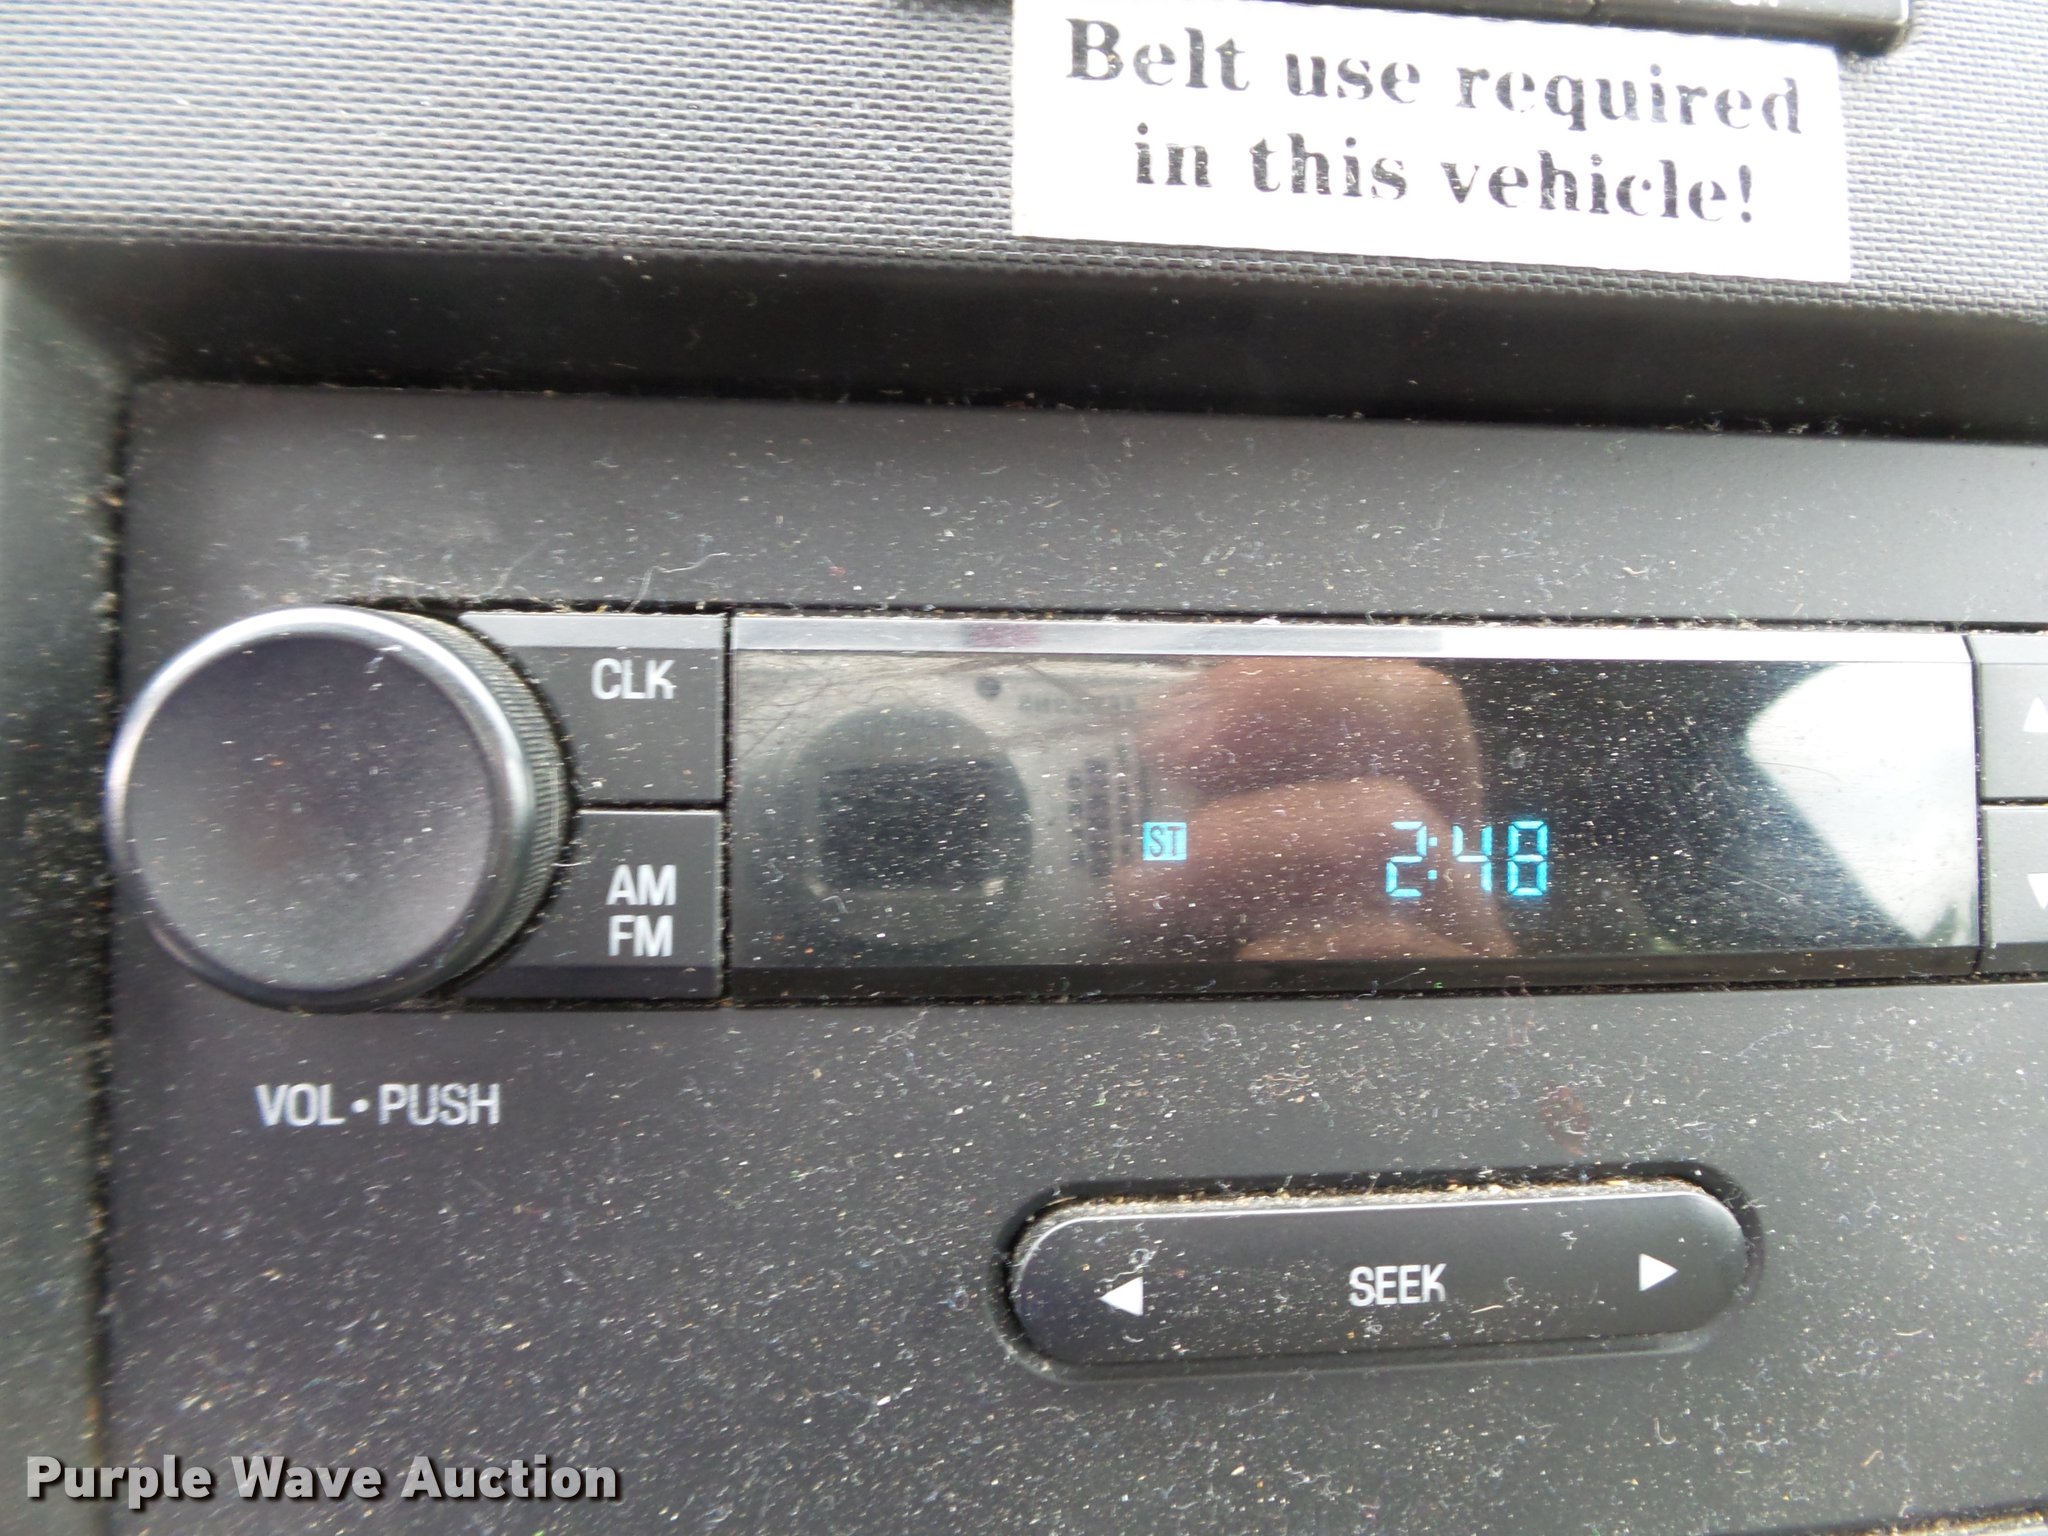 Belt use required
in this vehicle!
CLK
AM
FM
ST
2:48
VOL • PUSH
SEEK
Purple Wave Auction